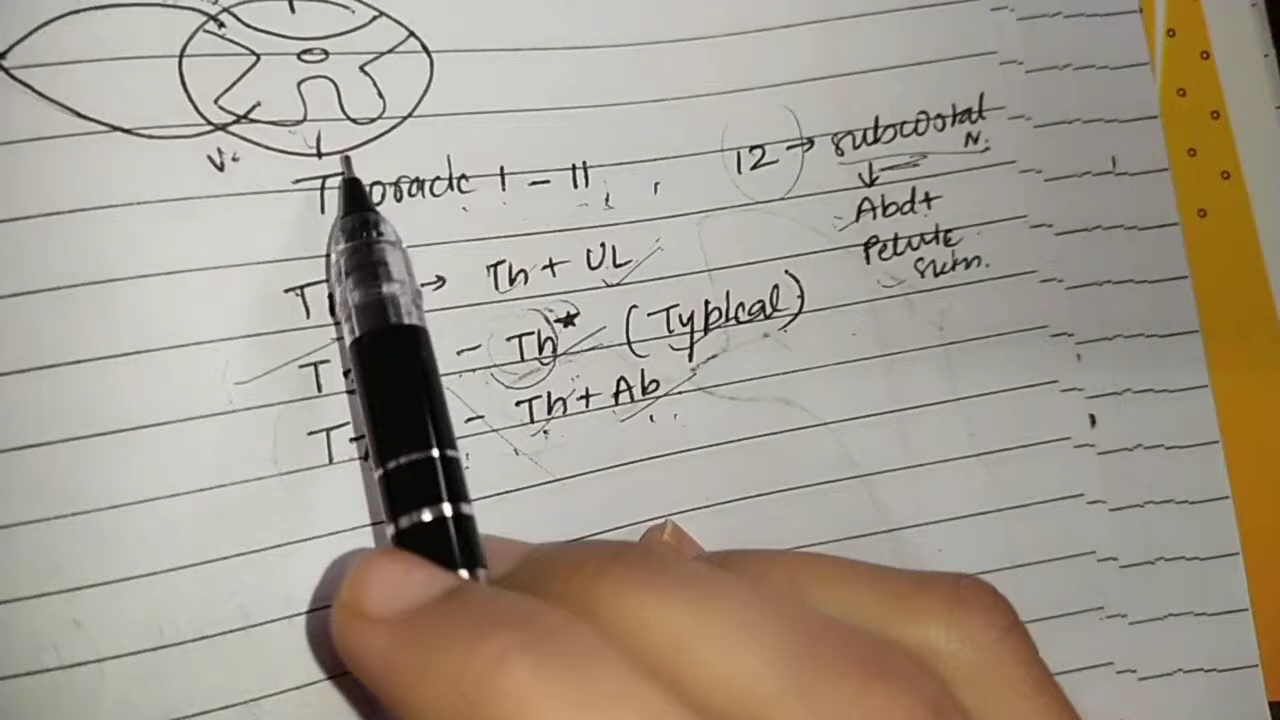 V.
Thoracic 1 - 11 ,
12 → subcostal N.
↓
Abd +
Pelvic
skin.
→ Th + UL
- Th* (Typical)
- Th + Ab